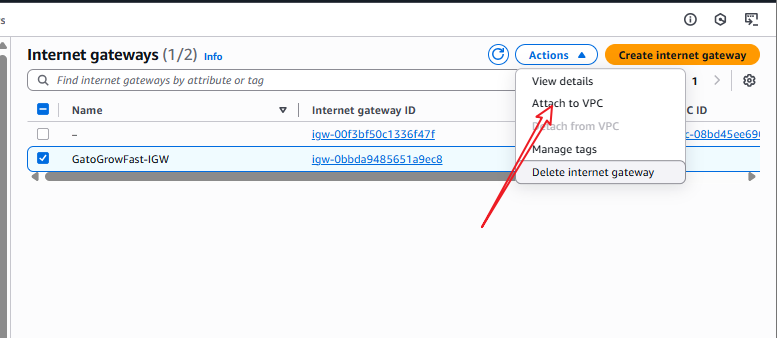 Internet gateways (1/2) Info Actions Create internet gateway
Find internet gateways by attribute or tag 1
View details
Attach to VPC
Name Internet gateway ID C ID
– igw-00f3bf50c1336f47f c-08bd45ee690
Detach from VPC
GatoGrowFast-IGW igw-0bbda9485651a9ec8
Manage tags
Delete internet gateway